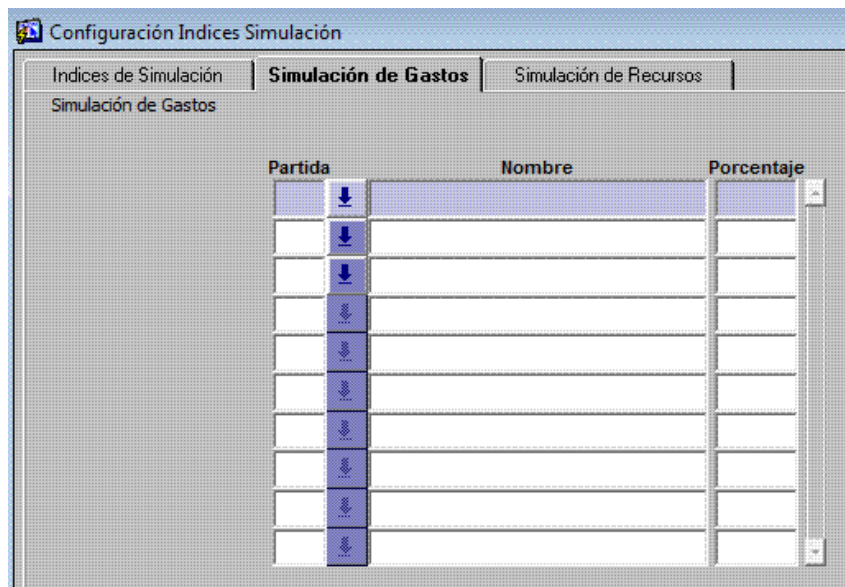 Configuración Indices Simulación
Indices de Simulación Simulación de Gastos Simulación de Recursos
Simulación de Gastos
Partida Nombre Porcentaje